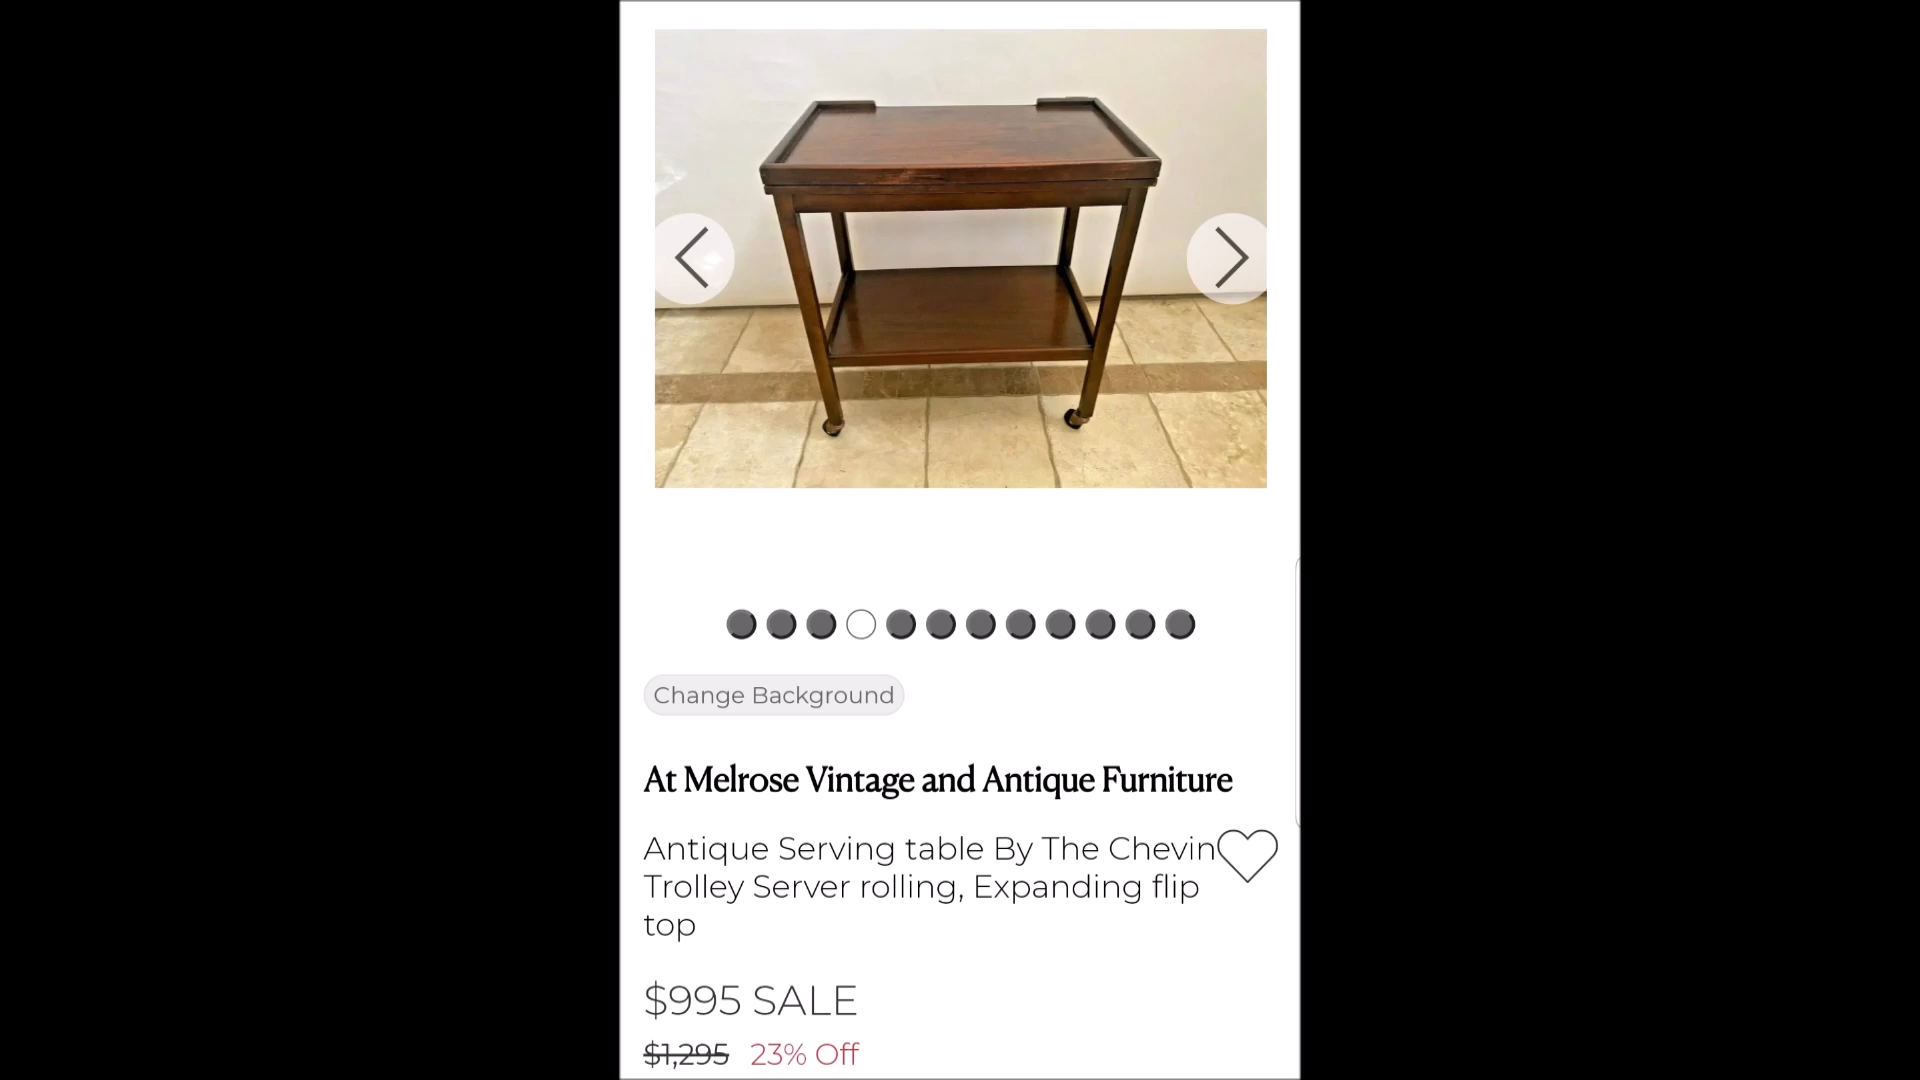 Change Background
At Melrose Vintage and Antique Furniture
Antique Serving table By The Chevin
Trolley Server rolling, Expanding flip
top
$995 SALE
$1,295 23% Off